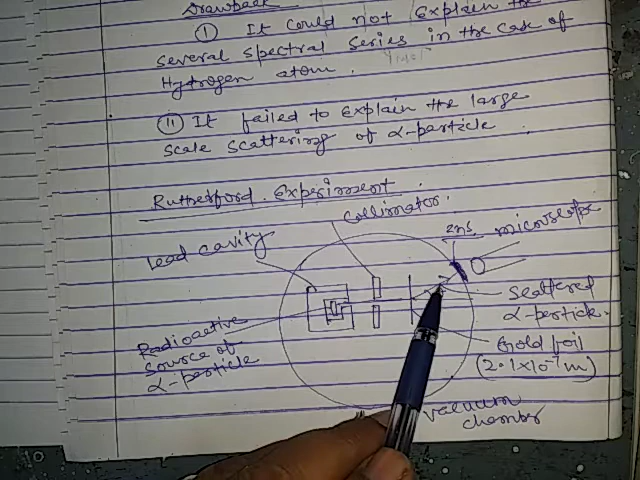 Drawback
(I) It could not explain the
several spectral series in the case of
Hydrogen atom.
(II) It failed to explain the large
scale scattering of α-particle.
Rutherford. Experiment.
Collimator.
Lead cavity
ZnS
microscope
Scattered
α-particle.
Radioactive
source of
α-particle
Gold foil
(2.1×10⁻⁷m)
vacuum
chamber